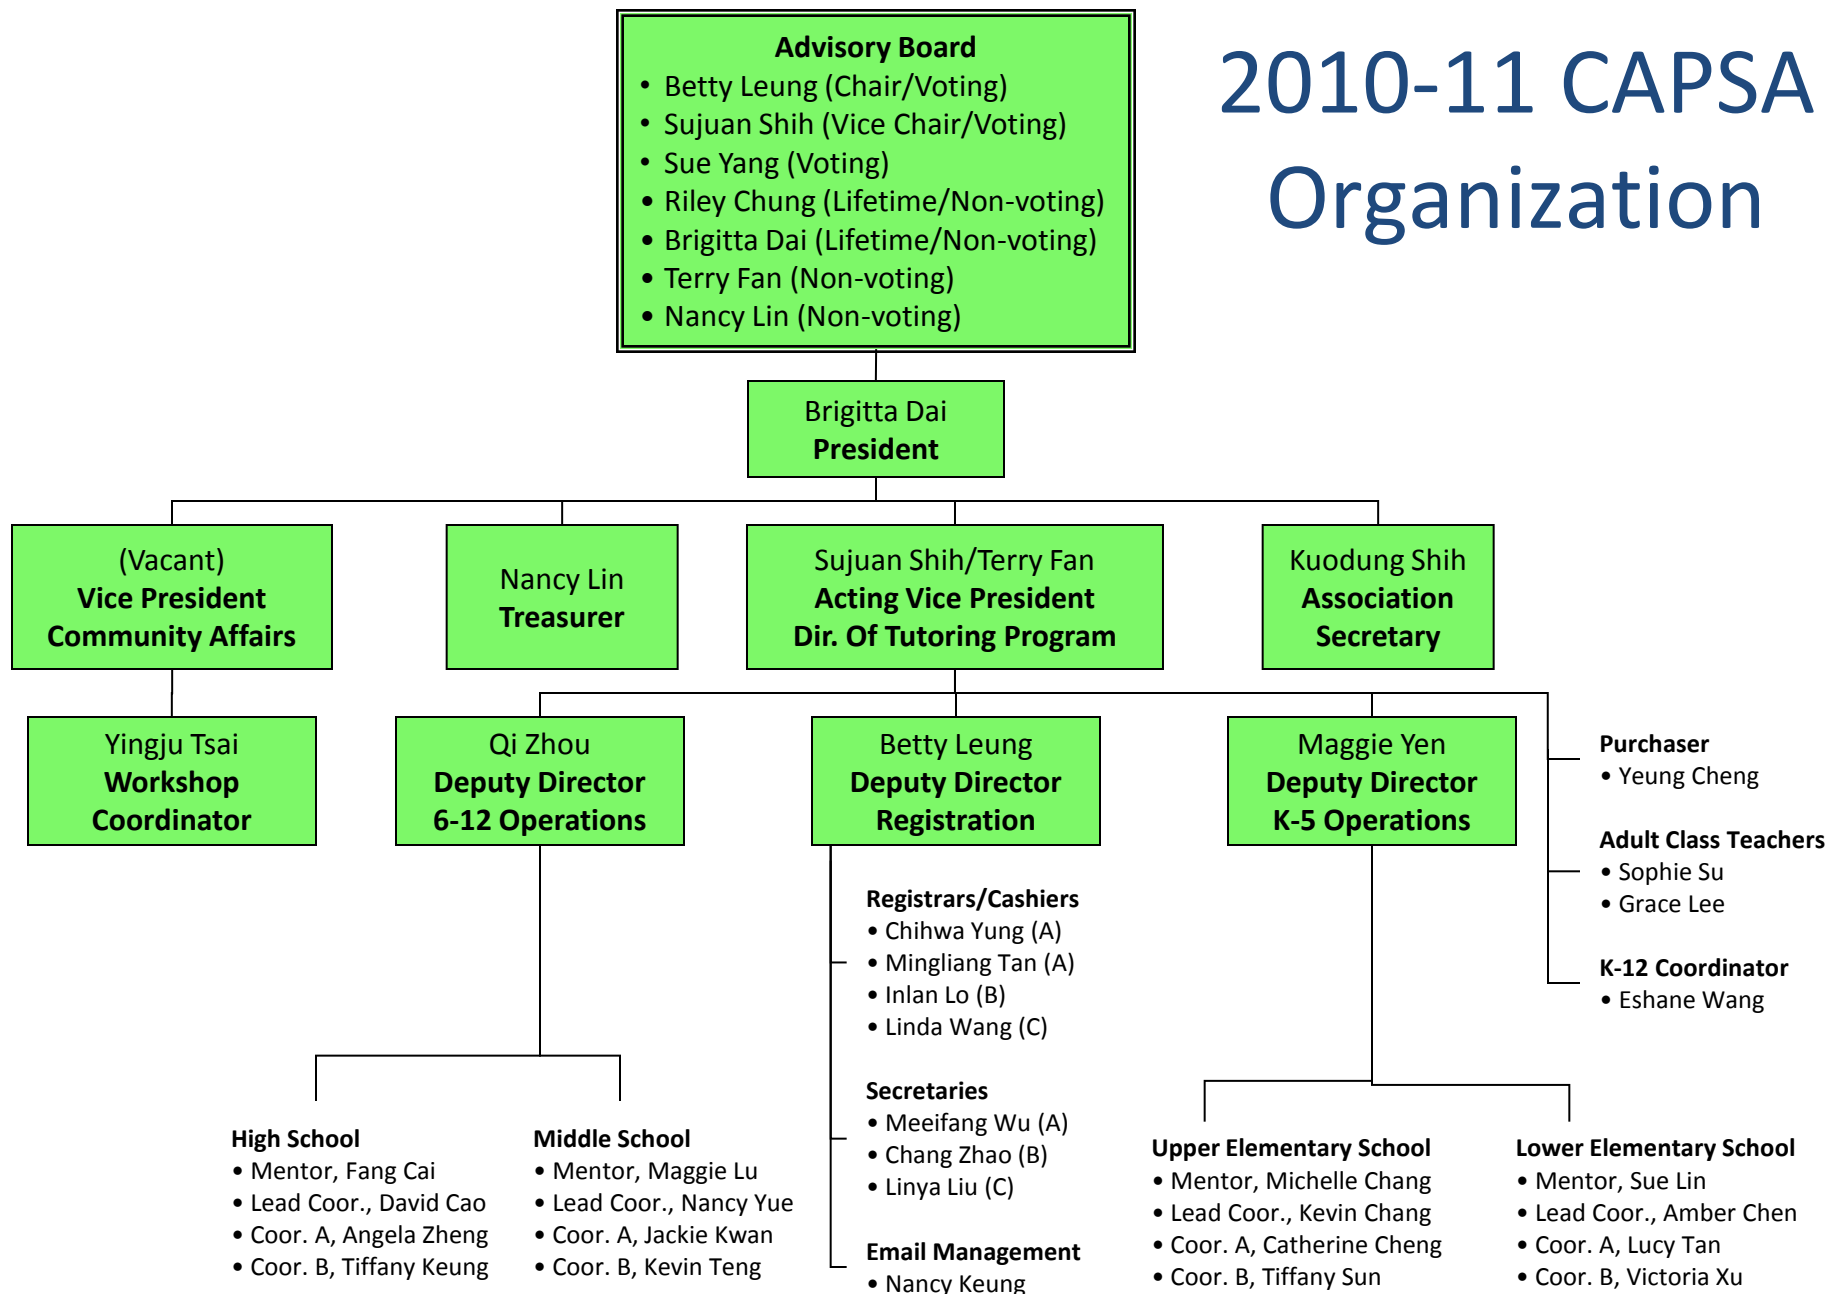 2010-11 CAPSA
Organization
Advisory Board
• Betty Leung (Chair/Voting)
• Sujuan Shih (Vice Chair/Voting)
• Sue Yang (Voting)
• Riley Chung (Lifetime/Non-voting)
• Brigitta Dai (Lifetime/Non-voting)
• Terry Fan (Non-voting)
• Nancy Lin (Non-voting)
Brigitta Dai
President
(Vacant)
Vice President
Community Affairs
Nancy Lin
Treasurer
Sujuan Shih/Terry Fan
Acting Vice President
Dir. Of Tutoring Program
Kuodung Shih
Association
Secretary
Yingju Tsai
Workshop
Coordinator
Qi Zhou
Deputy Director
6-12 Operations
Betty Leung
Deputy Director
Registration
Maggie Yen
Deputy Director
K-5 Operations
Purchaser
• Yeung Cheng
Adult Class Teachers
• Sophie Su
• Grace Lee
K-12 Coordinator
• Eshane Wang
Registrars/Cashiers
• Chihwa Yung (A)
• Mingliang Tan (A)
• Inlan Lo (B)
• Linda Wang (C)
Secretaries
• Meeifang Wu (A)
• Chang Zhao (B)
• Linya Liu (C)
Email Management
• Nancy Keung
High School
• Mentor, Fang Cai
• Lead Coor., David Cao
• Coor. A, Angela Zheng
• Coor. B, Tiffany Keung
Middle School
• Mentor, Maggie Lu
• Lead Coor., Nancy Yue
• Coor. A, Jackie Kwan
• Coor. B, Kevin Teng
Upper Elementary School
• Mentor, Michelle Chang
• Lead Coor., Kevin Chang
• Coor. A, Catherine Cheng
• Coor. B, Tiffany Sun
Lower Elementary School
• Mentor, Sue Lin
• Lead Coor., Amber Chen
• Coor. A, Lucy Tan
• Coor. B, Victoria Xu